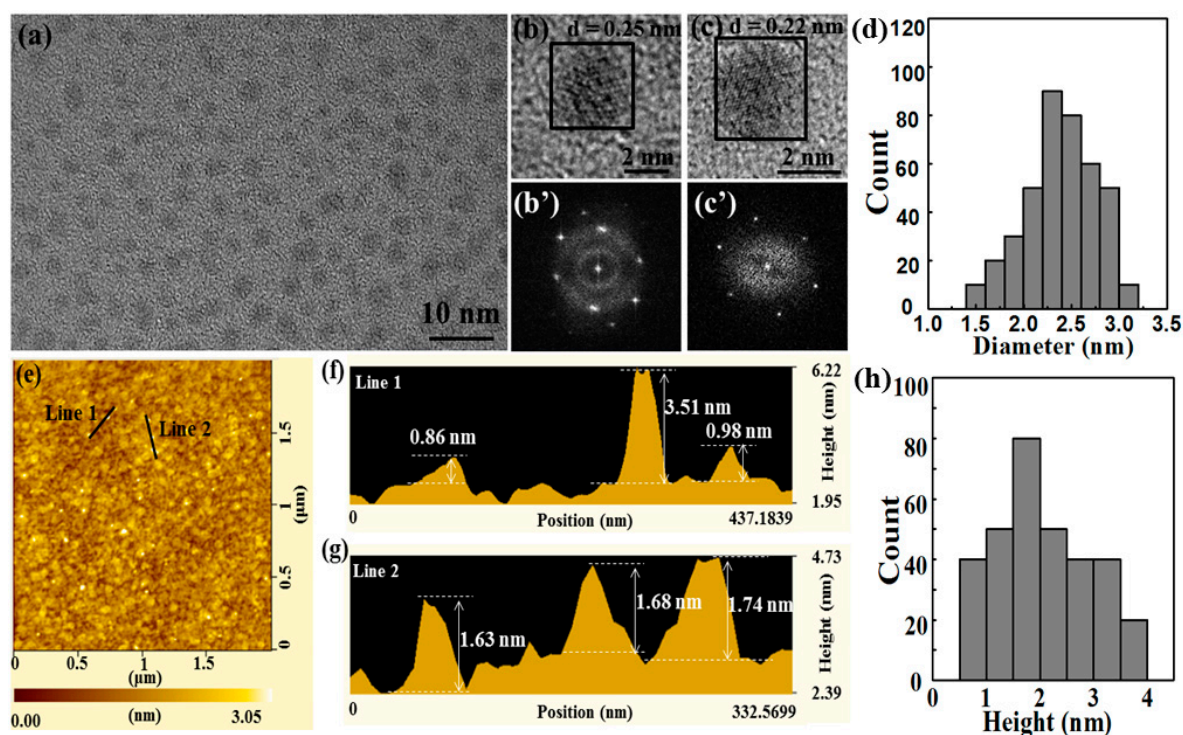 (a)
10 nm
(b) d = 0.25 nm
2 nm
(c) d = 0.22 nm
2 nm
(b')
(c')
(d)
120
100
80
60
40
20
0
Count
1.0 1.5 2.0 2.5 3.0 3.5
Diameter (nm)
(e)
Line 1
Line 2
1.5
1
0.5
0
(µm)
0 0.5 1 1.5
(µm)
0.00 (nm) 3.05
(f)
Line 1
0.86 nm
3.51 nm
0.98 nm
6.22
Height (nm)
1.95
0 Position (nm) 437.1839
(g)
Line 2
1.63 nm
1.68 nm
1.74 nm
4.73
Height (nm)
2.39
0 Position (nm) 332.5699
(h)
100
80
60
40
20
0
Count
0 1 2 3 4
Height (nm)